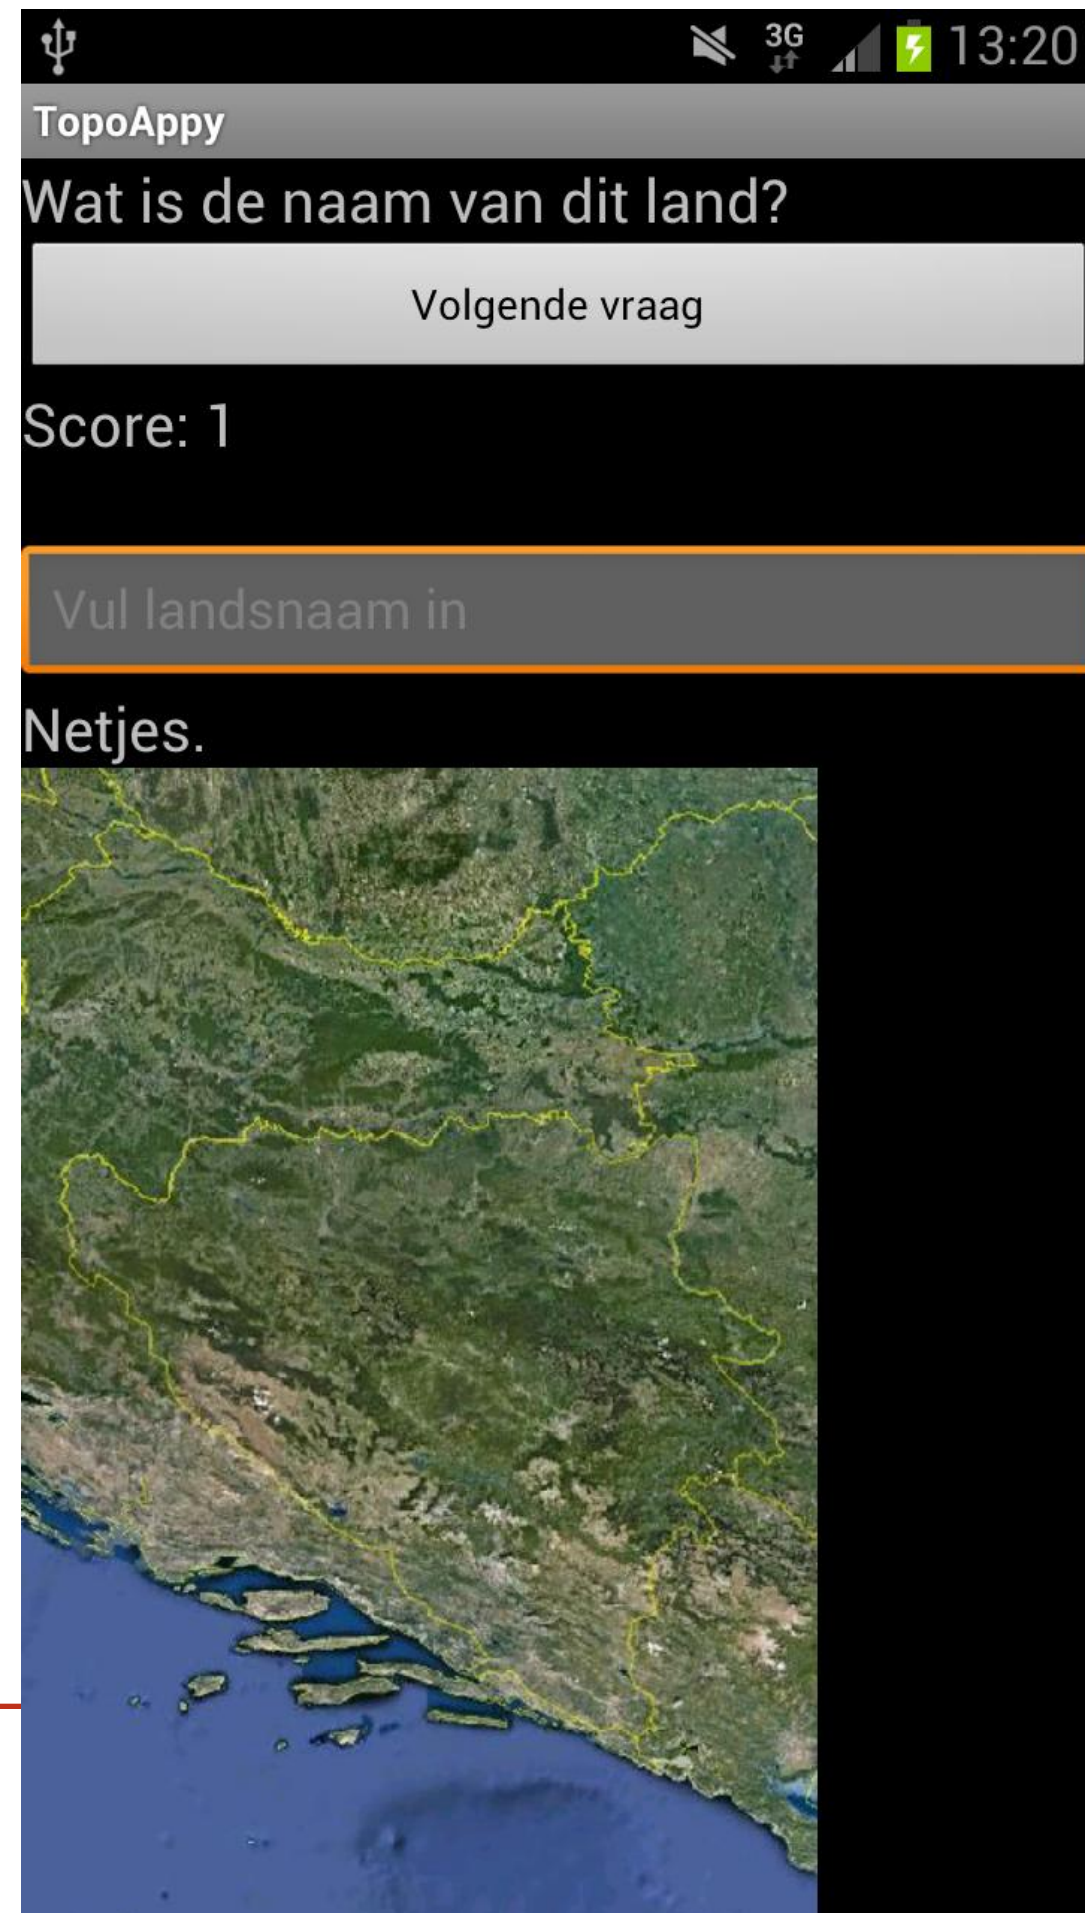 3G 13:20
TopoAppy
Wat is de naam van dit land?
Volgende vraag
Score: 1
Vul landsnaam in
Netjes.